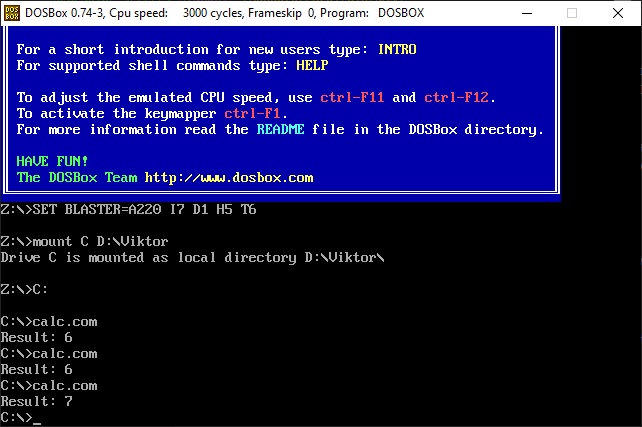 DOSBox 0.74-3, Cpu speed: 3000 cycles, Frameskip 0, Program: DOSBOX
For a short introduction for new users type: INTRO
For supported shell commands type: HELP
To adjust the emulated CPU speed, use ctrl-F11 and ctrl-F12.
To activate the keymapper ctrl-F1.
For more information read the README file in the DOSBox directory.
HAVE FUN!
The DOSBox Team http://www.dosbox.com
Z:\>SET BLASTER=A220 I7 D1 H5 T6
Z:\>mount C D:\Viktor
Drive C is mounted as local directory D:\Viktor\
Z:\>C:
C:\>calc.com
Result: 6
C:\>calc.com
Result: 6
C:\>calc.com
Result: 7
C:\>_